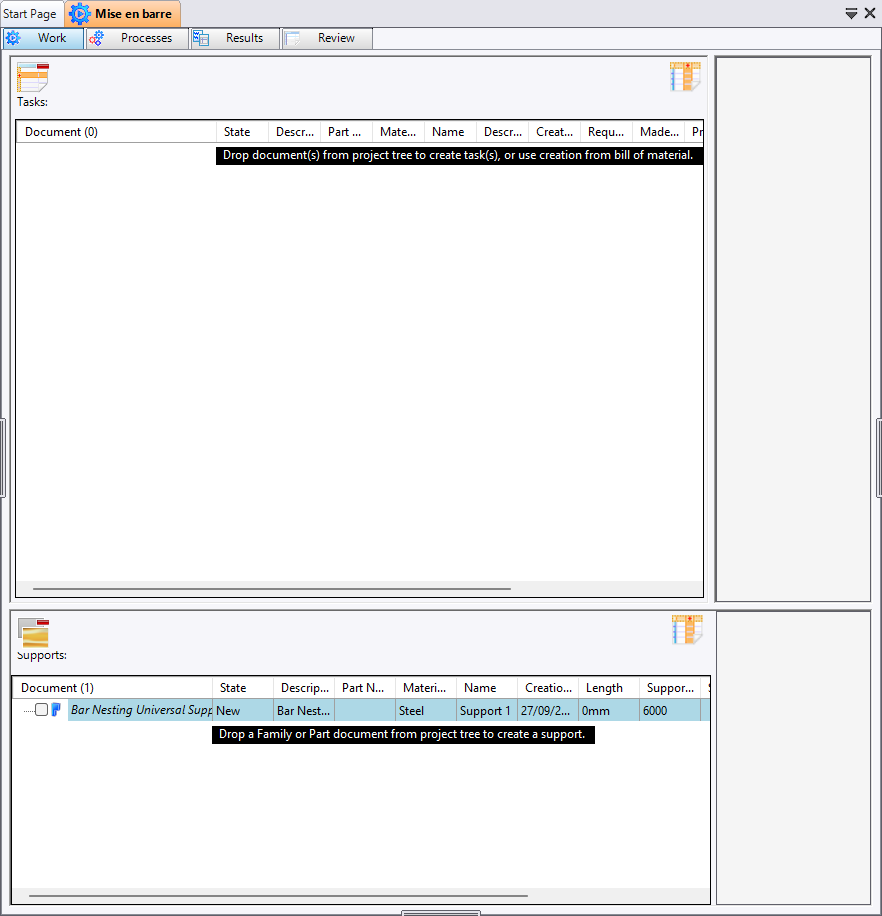 Start Page Mise en barre
Work Processes Results Review
Tasks:
Document (0) State Descr... Part ... Mate... Name Descr... Creat... Requ... Made... Pr
Drop document(s) from project tree to create task(s), or use creation from bill of material.
Supports:
Document (1) State Descrip... Part N... Materi... Name Creatio... Length Suppor...
Bar Nesting Universal Supp New Bar Nest... Steel Support 1 27/09/2... 0mm 6000
Drop a Family or Part document from project tree to create a support.